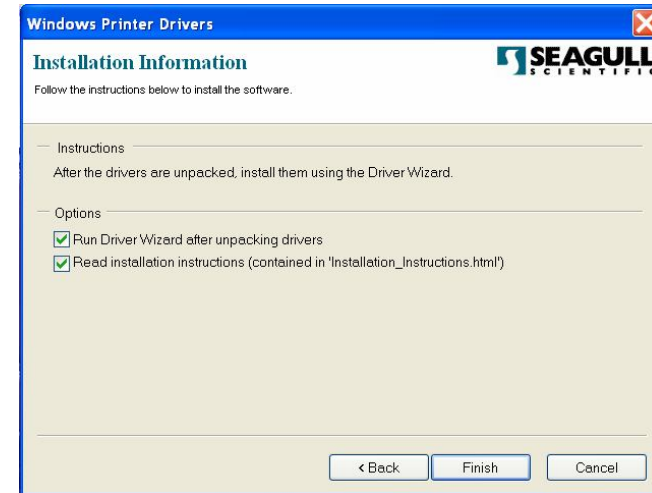 Windows Printer Drivers
Installation Information
SEAGULL
SCIENTIFIC
Follow the instructions below to install the software.
Instructions
After the drivers are unpacked, install them using the Driver Wizard.
Options
Run Driver Wizard after unpacking drivers
Read installation instructions (contained in 'Installation_Instructions.html')
< Back
Finish
Cancel